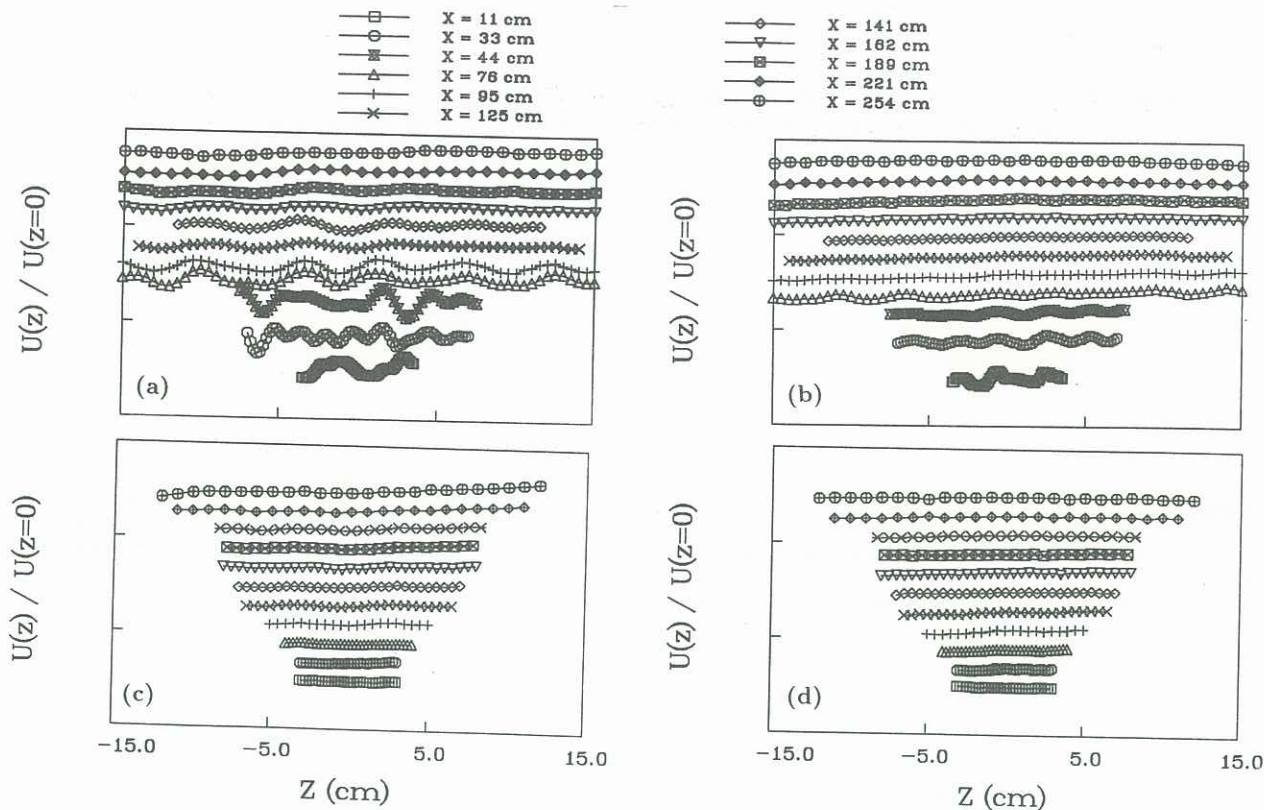 X = 11 cm
X = 33 cm
X = 44 cm
X = 76 cm
X = 95 cm
X = 125 cm
X = 141 cm
X = 162 cm
X = 189 cm
X = 221 cm
X = 254 cm
U(z) / U(z=0)
(a)
U(z) / U(z=0)
(b)
U(z) / U(z=0)
(c)
U(z) / U(z=0)
(d)
-15.0 -5.0 5.0 15.0
Z (cm)
-15.0 -5.0 5.0 15.0
Z (cm)